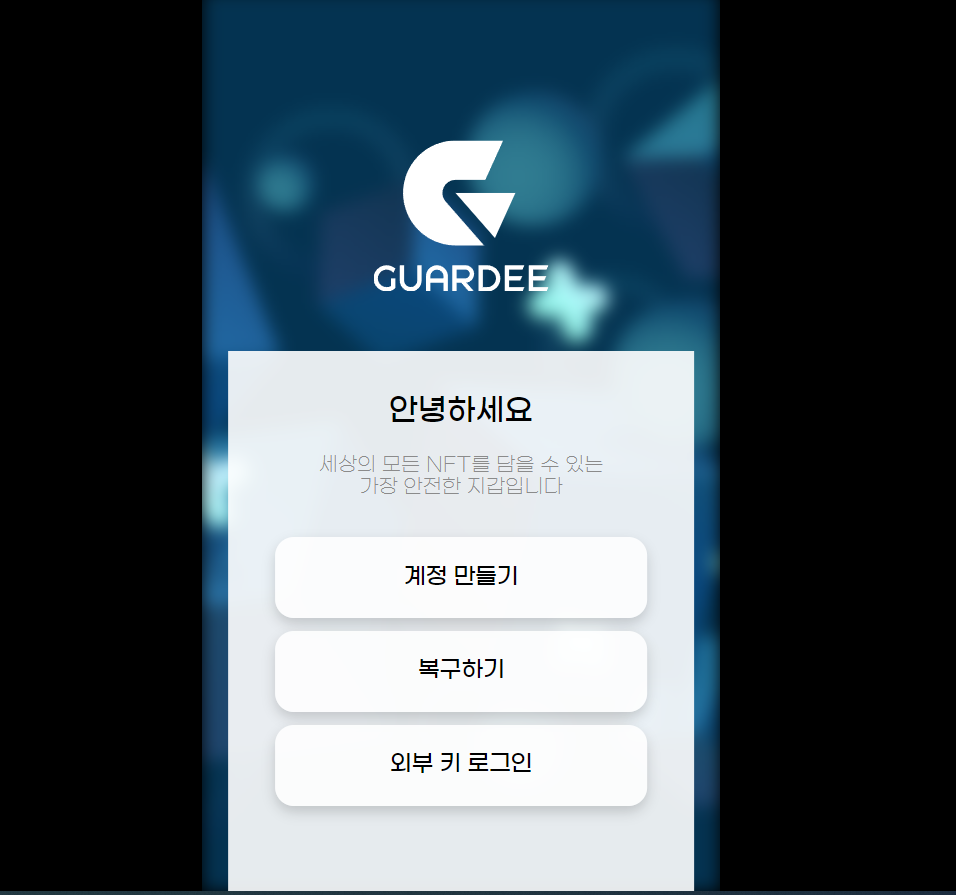 GUARDEE
안녕하세요
세상의 모든 NFT를 담을 수 있는
가장 안전한 지갑입니다
계정 만들기
복구하기
외부 키 로그인